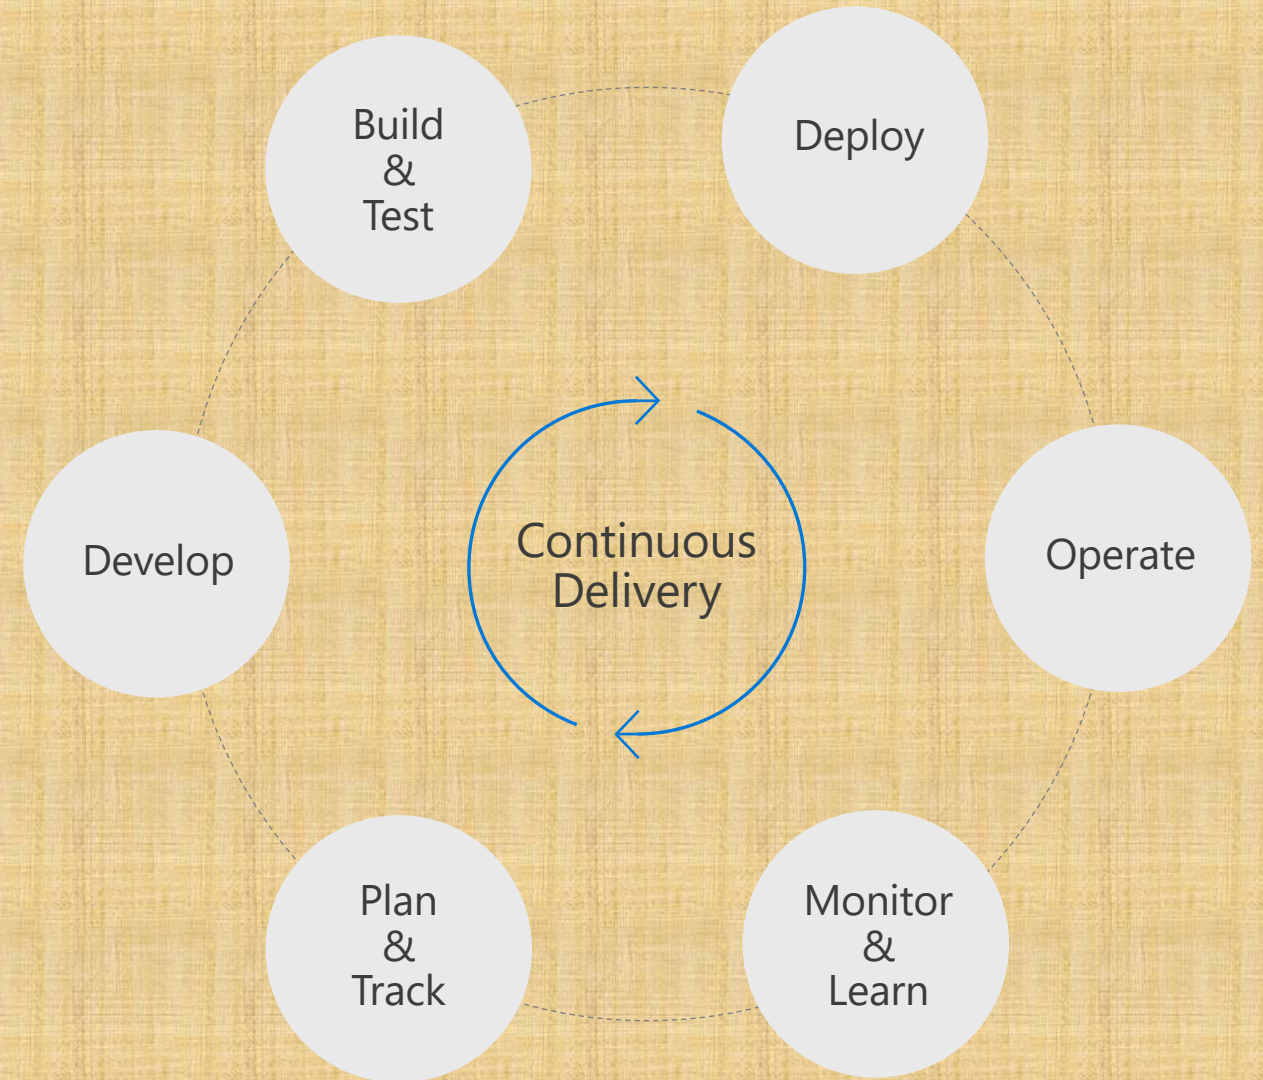 Build
&
Test
Deploy
Develop
Continuous
Delivery
Operate
Plan
&
Track
Monitor
&
Learn